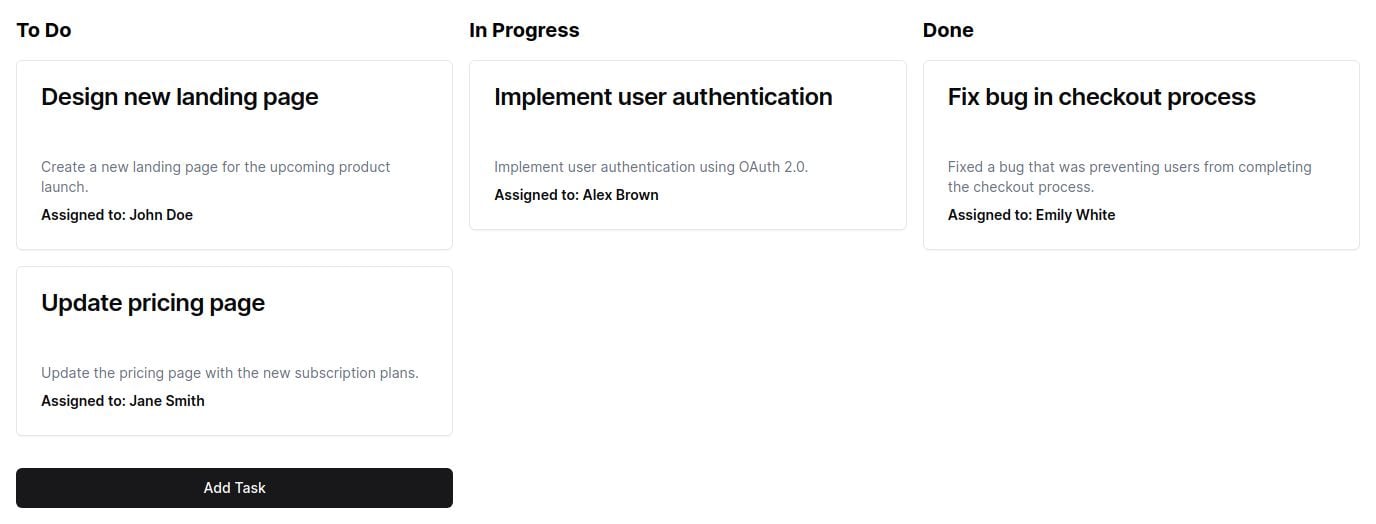 To Do
Design new landing page
Create a new landing page for the upcoming product
launch.
Assigned to: John Doe
Update pricing page
Update the pricing page with the new subscription plans.
Assigned to: Jane Smith
Add Task
In Progress
Implement user authentication
Implement user authentication using OAuth 2.0.
Assigned to: Alex Brown
Done
Fix bug in checkout process
Fixed a bug that was preventing users from completing
the checkout process.
Assigned to: Emily White